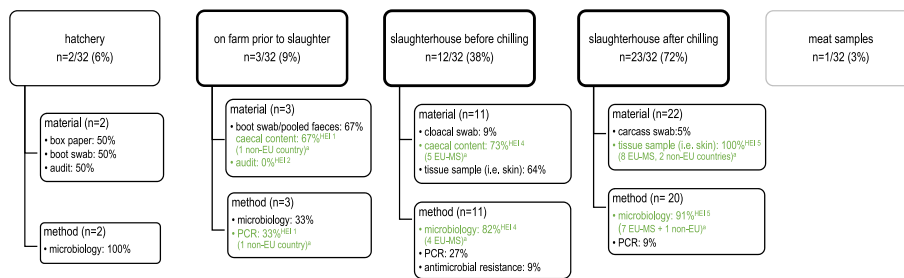 hatchery
n=2/32 (6%)
material (n=2)
• box paper: 50%
• boot swab: 50%
• audit: 50%
method (n=2)
• microbiology: 100%
on farm prior to slaughter
n=3/32 (9%)
material (n=3)
• boot swab/pooled faeces: 67%
caecal content: 67%HEI 1
(1 non-EU country)a
• audit: 0%HEI 2
method (n=3)
• microbiology: 33%
• PCR: 33%HEI 1
(1 non-EU country)a
slaughterhouse before chilling
n=12/32 (38%)
material (n=11)
• cloacal swab: 9%
• caecal content: 73%HEI 4
(5 EU-MS)a
• tissue sample (i.e. skin): 64%
method (n=11)
• microbiology: 82%HEI 4
(4 EU-MS)a
• PCR: 27%
• antimicrobial resistance: 9%
slaughterhouse after chilling
n=23/32 (72%)
material (n=22)
• carcass swab:5%
• tissue sample (i.e. skin): 100%HEI 5
(8 EU-MS, 2 non-EU countries)a
method (n= 20)
• microbiology: 91%HEI 5
(7 EU-MS + 1 non-EU)a
• PCR: 9%
meat samples
n=1/32 (3%)